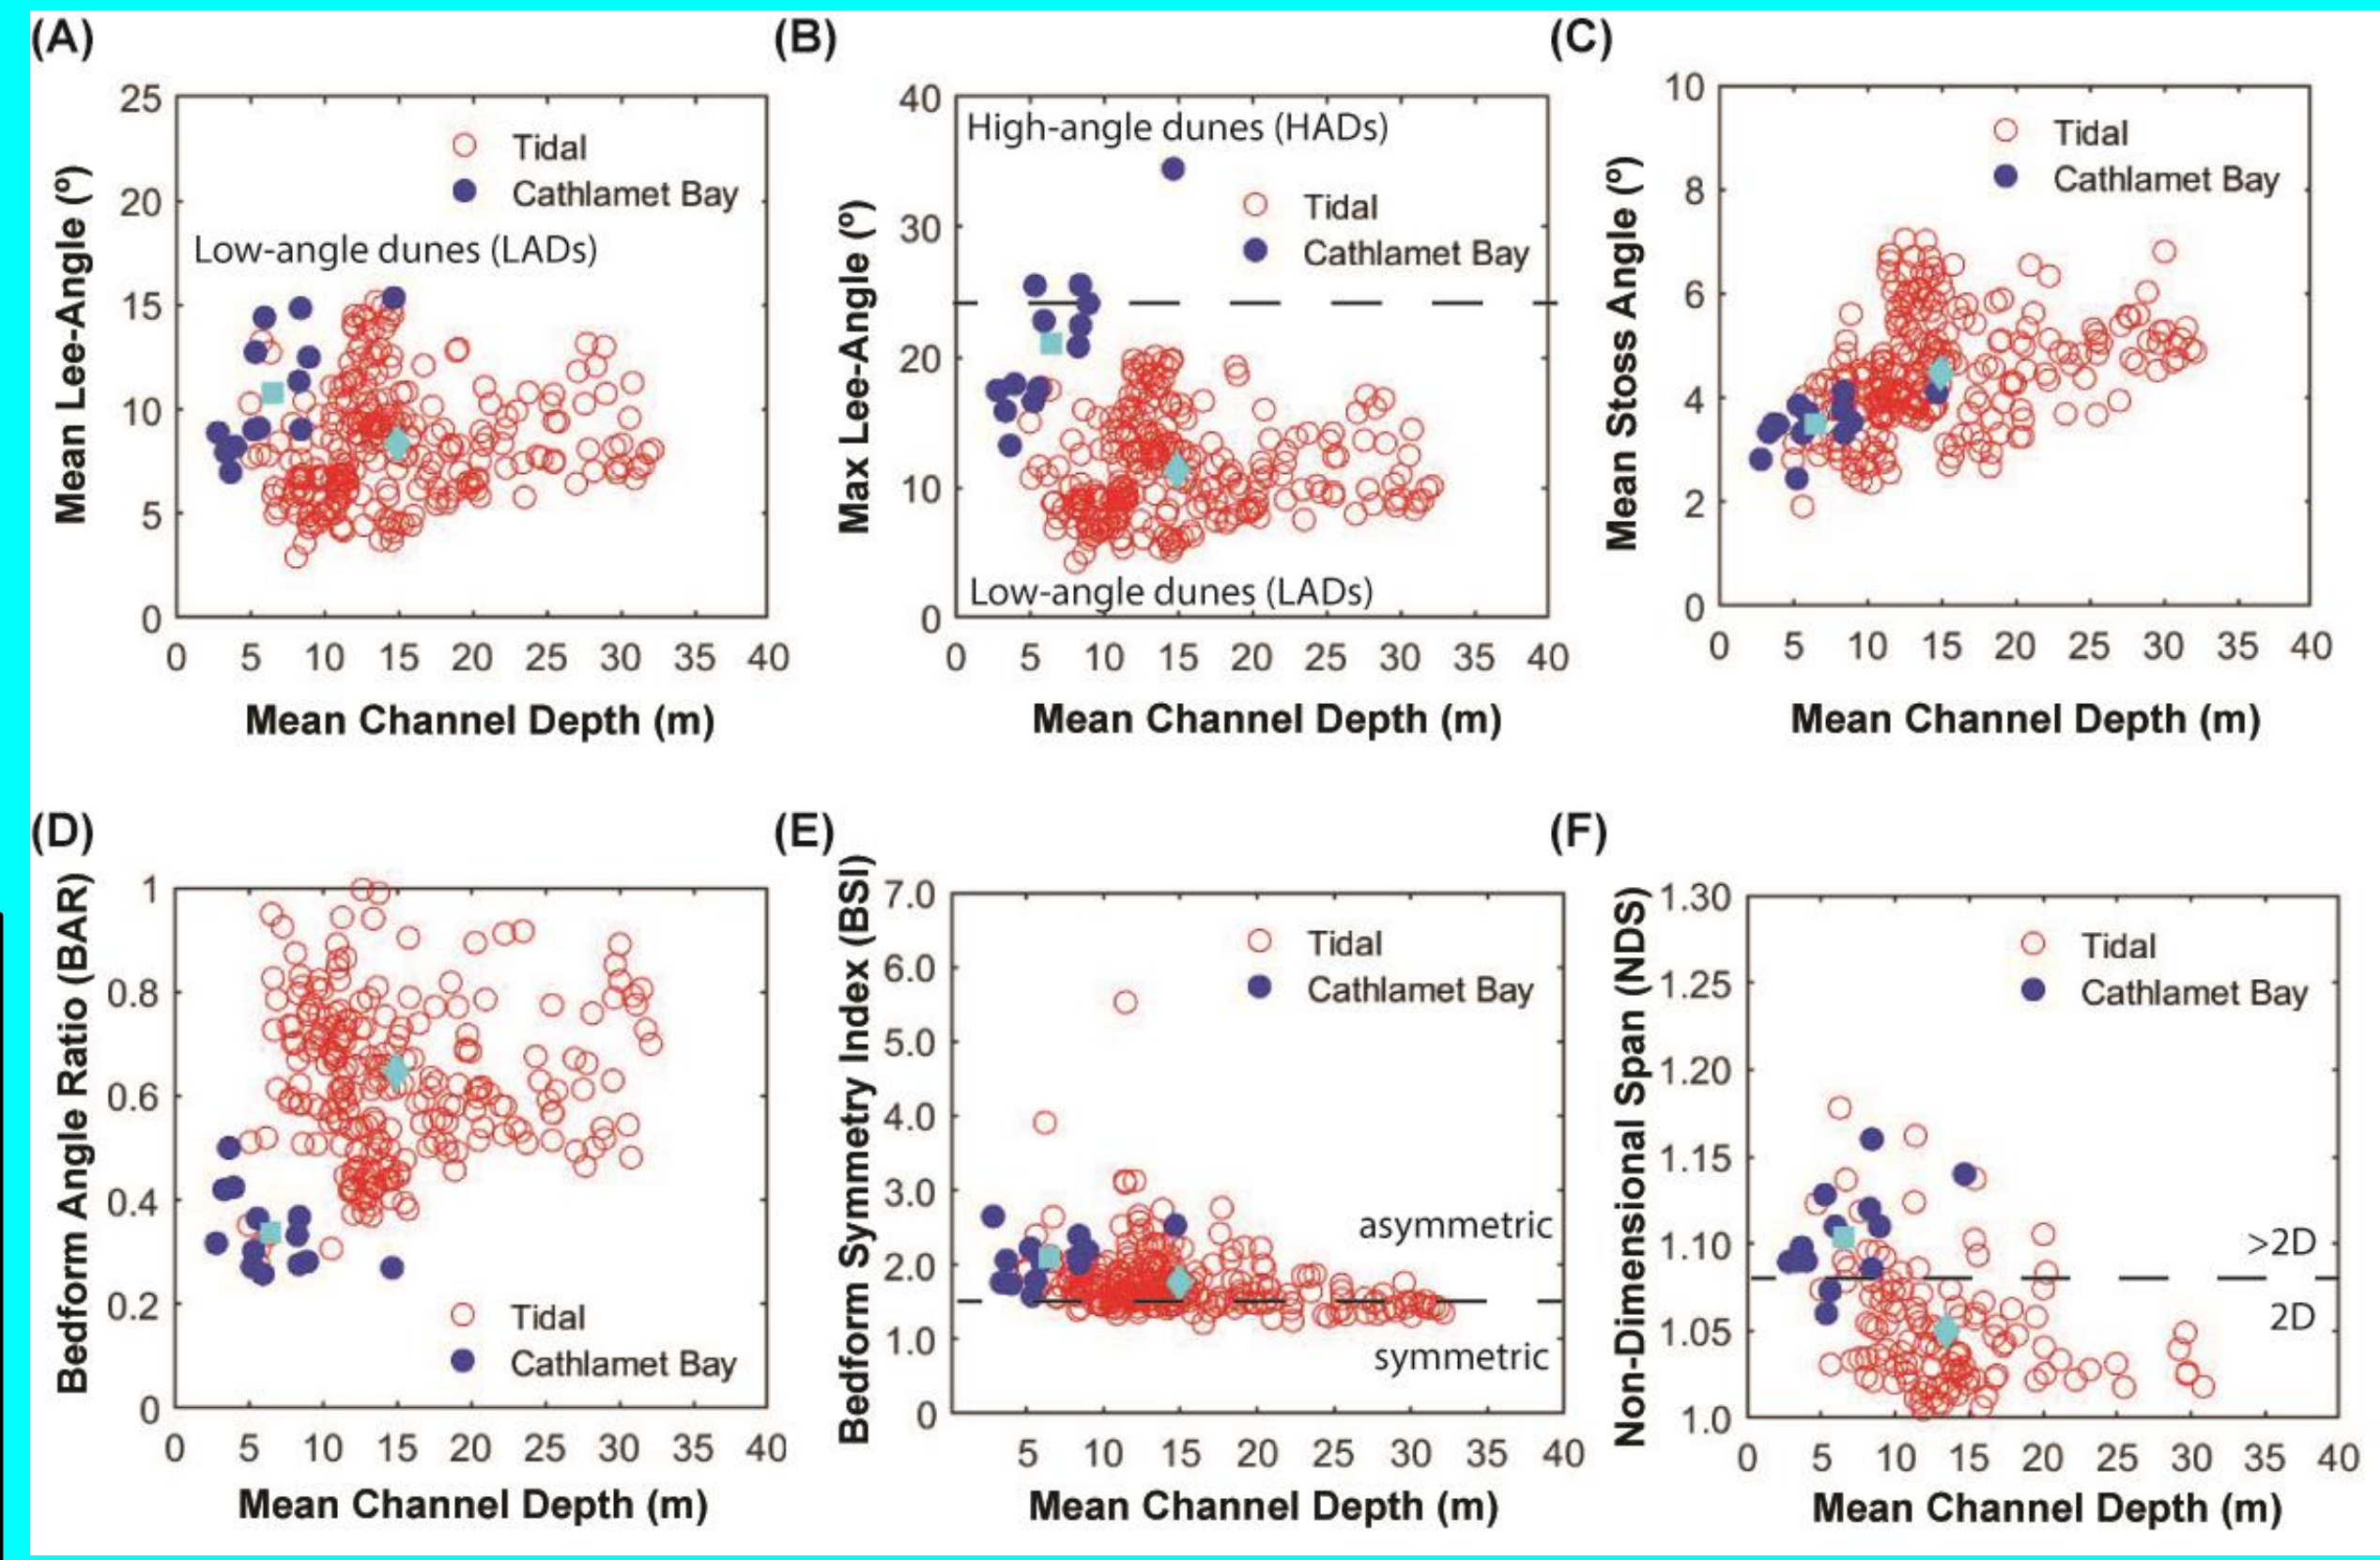 (A)
25
20
15
10
5
0
Mean Lee-Angle (º)
Tidal
Cathlamet Bay
Low-angle dunes (LADs)
0 5 10 15 20 25 30 35 40
Mean Channel Depth (m)
(B)
40
30
20
10
0
Max Lee-Angle (º)
High-angle dunes (HADs)
Tidal
Cathlamet Bay
Low-angle dunes (LADs)
0 5 10 15 20 25 30 35 40
Mean Channel Depth (m)
(C)
10
8
6
4
2
0
Mean Stoss Angle (º)
Tidal
Cathlamet Bay
0 5 10 15 20 25 30 35 40
Mean Channel Depth (m)
(D)
1
0.8
0.6
0.4
0.2
0
Bedform Angle Ratio (BAR)
Tidal
Cathlamet Bay
0 5 10 15 20 25 30 35 40
Mean Channel Depth (m)
(E)
7.0
6.0
5.0
4.0
3.0
2.0
1.0
0
Bedform Symmetry Index (BSI)
Tidal
Cathlamet Bay
asymmetric
symmetric
5 10 15 20 25 30 35 40
Mean Channel Depth (m)
(F)
1.30
1.25
1.20
1.15
1.10
1.05
1.0
Non-Dimensional Span (NDS)
Tidal
Cathlamet Bay
>2D
2D
0 5 10 15 20 25 30 35 40
Mean Channel Depth (m)